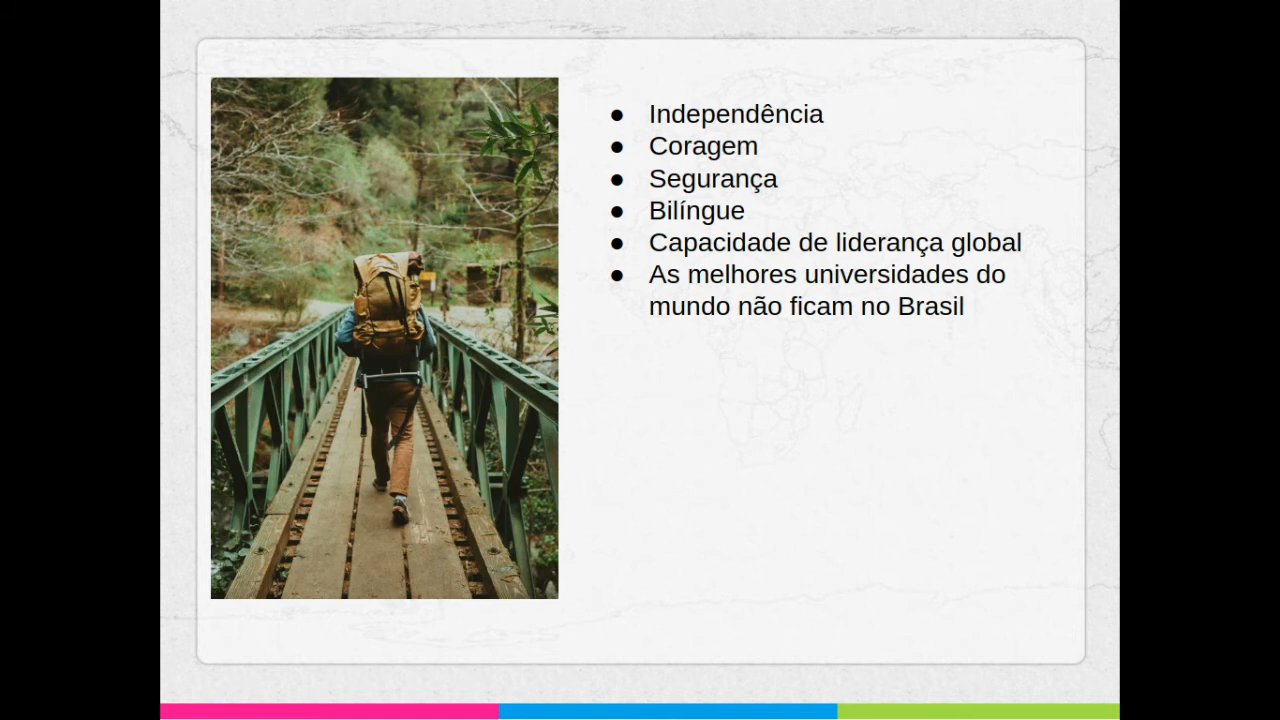 ● Independência
● Coragem
● Segurança
● Bilíngue
● Capacidade de liderança global
● As melhores universidades do
mundo não ficam no Brasil